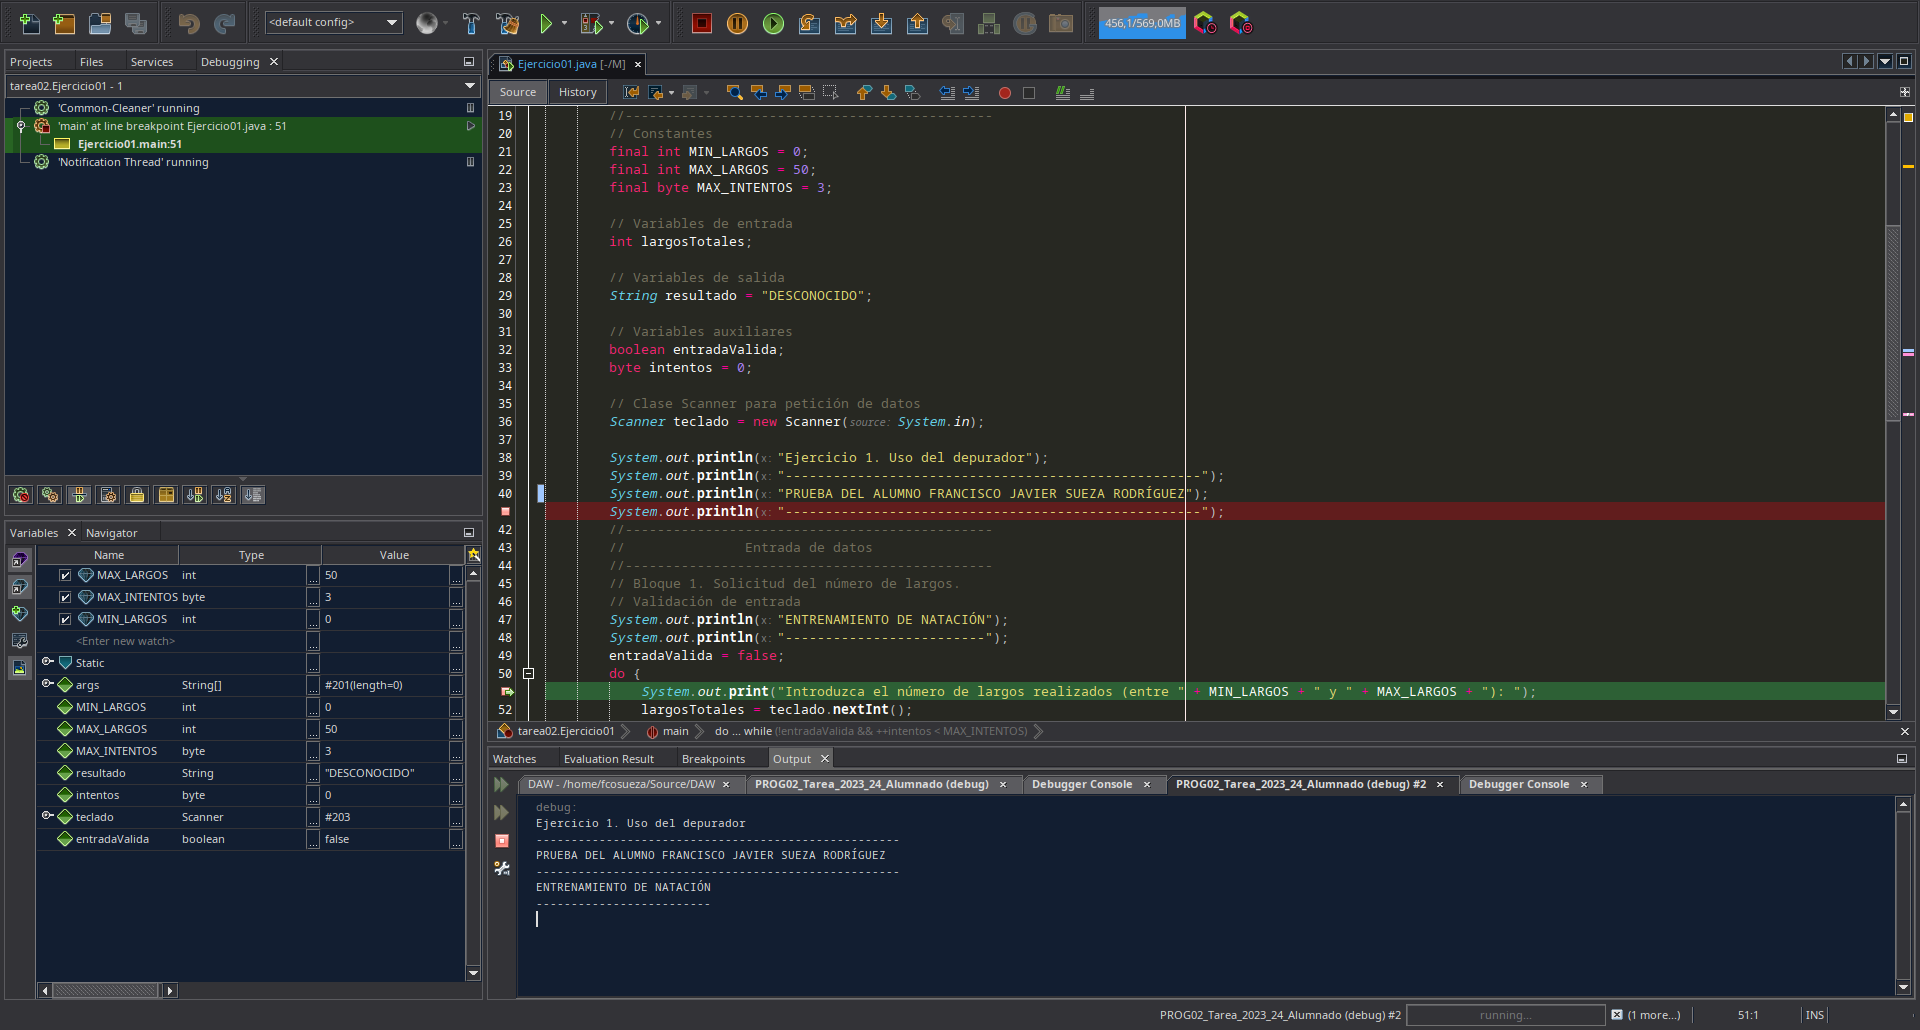 <default config>
456,1/569,0MB
Projects Files Services Debugging
tarea02.Ejercicio01 - 1
'Common-Cleaner' running
'main' at line breakpoint Ejercicio01.java : 51
Ejercicio01.main:51
'Notification Thread' running
Variables Navigator
Name Type Value
MAX_LARGOS int ... 50 ...
MAX_INTENTOS byte ... 3 ...
MIN_LARGOS int ... 0 ...
<Enter new watch> ... ...
Static ... ...
args String[] ... #201(length=0) ...
MIN_LARGOS int ... 0 ...
MAX_LARGOS int ... 50 ...
MAX_INTENTOS byte ... 3 ...
resultado String ... "DESCONOCIDO" ...
intentos byte ... 0 ...
teclado Scanner ... #203 ...
entradaValida boolean ... false ...
Ejercicio01.java [-/M]
Source History
19 //----------------------------------------------
20 // Constantes
21 final int MIN_LARGOS = 0;
22 final int MAX_LARGOS = 50;
23 final byte MAX_INTENTOS = 3;
24
25 // Variables de entrada
26 int largosTotales;
27
28 // Variables de salida
29 String resultado = "DESCONOCIDO";
30
31 // Variables auxiliares
32 boolean entradaValida;
33 byte intentos = 0;
34
35 // Clase Scanner para petición de datos
36 Scanner teclado = new Scanner(source: System.in);
37
38 System.out.println(x: "Ejercicio 1. Uso del depurador");
39 System.out.println(x: "----------------------------------------------------");
40 System.out.println(x: "PRUEBA DEL ALUMNO FRANCISCO JAVIER SUEZA RODRÍGUEZ");
System.out.println(x: "----------------------------------------------------");
42 //----------------------------------------------
43 // Entrada de datos
44 //----------------------------------------------
45 // Bloque 1. Solicitud del número de largos.
46 // Validación de entrada
47 System.out.println(x: "ENTRENAMIENTO DE NATACIÓN");
48 System.out.println(x: "-------------------------");
49 entradaValida = false;
50 do {
System.out.print("Introduzca el número de largos realizados (entre " + MIN_LARGOS + " y " + MAX_LARGOS + "): ");
52 largosTotales = teclado.nextInt();
tarea02.Ejercicio01 main do ... while (!entradaValida && ++intentos < MAX_INTENTOS)
Watches Evaluation Result Breakpoints Output
DAW - /home/fcosueza/Source/DAW PROG02_Tarea_2023_24_Alumnado (debug) Debugger Console PROG02_Tarea_2023_24_Alumnado (debug) #2 Debugger Console
debug:
Ejercicio 1. Uso del depurador
----------------------------------------------------
PRUEBA DEL ALUMNO FRANCISCO JAVIER SUEZA RODRÍGUEZ
----------------------------------------------------
ENTRENAMIENTO DE NATACIÓN
-------------------------
PROG02_Tarea_2023_24_Alumnado (debug) #2 running... (1 more...) 51:1 INS